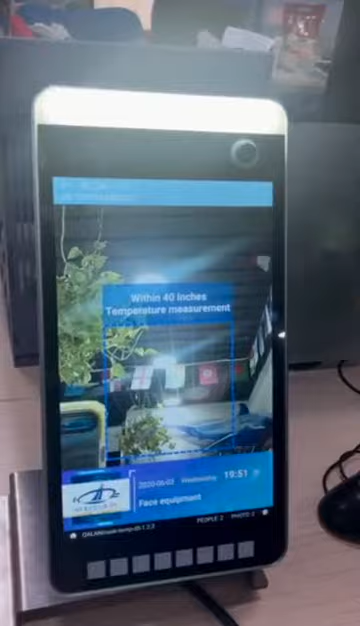 Within 40 Inches
Temperature measurement
2020-06-03 Wednesday 19:51
Face equipment
PEOPLE: 2 PHOTO: 2